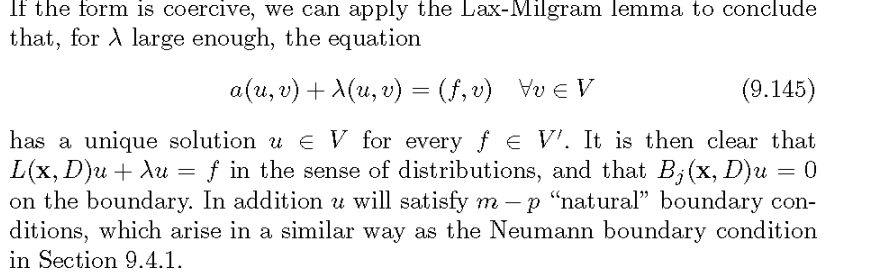 If the form is coercive, we can apply the Lax-Milgram lemma to conclude
that, for λ large enough, the equation
a(u, v) + λ(u, v) = (f, v)   ∀v ∈ V   (9.145)
has a unique solution u ∈ V for every f ∈ V′. It is then clear that
L(x, D)u + λu = f in the sense of distributions, and that B_j(x, D)u = 0
on the boundary. In addition u will satisfy m − p “natural” boundary con-
ditions, which arise in a similar way as the Neumann boundary condition
in Section 9.4.1.